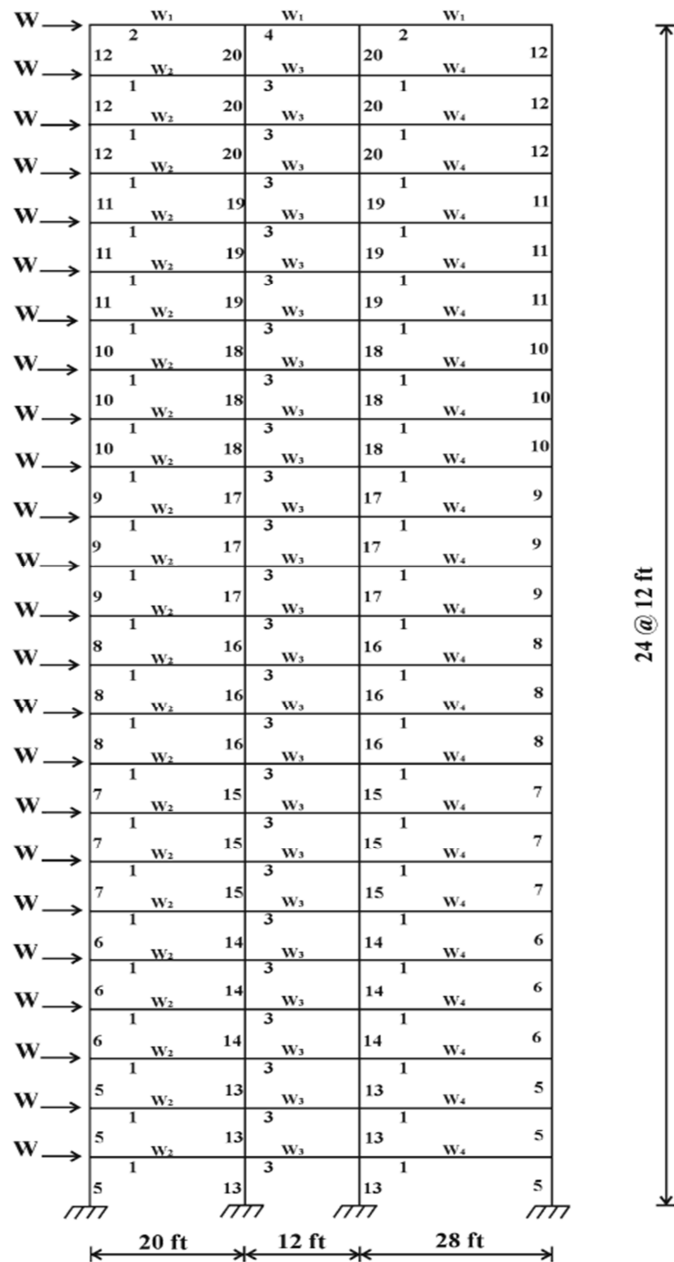 W W₁ W₁ W₁
2 4 2
12 20 20 12
W W₂ W₃ W₄
1 3 1
12 20 20 12
W W₂ W₃ W₄
1 3 1
12 20 20 12
W W₂ W₃ W₄
1 3 1
11 19 19 11
W W₂ W₃ W₄
1 3 1
11 19 19 11
W W₂ W₃ W₄
1 3 1
11 19 19 11
W W₂ W₃ W₄
1 3 1
10 18 18 10
W W₂ W₃ W₄
1 3 1
10 18 18 10
W W₂ W₃ W₄
1 3 1
10 18 18 10
W W₂ W₃ W₄
1 3 1
9 17 17 9
W W₂ W₃ W₄
1 3 1
9 17 17 9
W W₂ W₃ W₄
1 3 1
9 17 17 9
W W₂ W₃ W₄
1 3 1
8 16 16 8
W W₂ W₃ W₄
1 3 1
8 16 16 8
W W₂ W₃ W₄
1 3 1
8 16 16 8
W W₂ W₃ W₄
1 3 1
7 15 15 7
W W₂ W₃ W₄
1 3 1
7 15 15 7
W W₂ W₃ W₄
1 3 1
7 15 15 7
W W₂ W₃ W₄
1 3 1
6 14 14 6
W W₂ W₃ W₄
1 3 1
6 14 14 6
W W₂ W₃ W₄
1 3 1
6 14 14 6
W W₂ W₃ W₄
1 3 1
5 13 13 5
W W₂ W₃ W₄
1 3 1
5 13 13 5
W W₂ W₃ W₄
1 3 1
5 13 13 5
24 @ 12 ft
20 ft 12 ft 28 ft